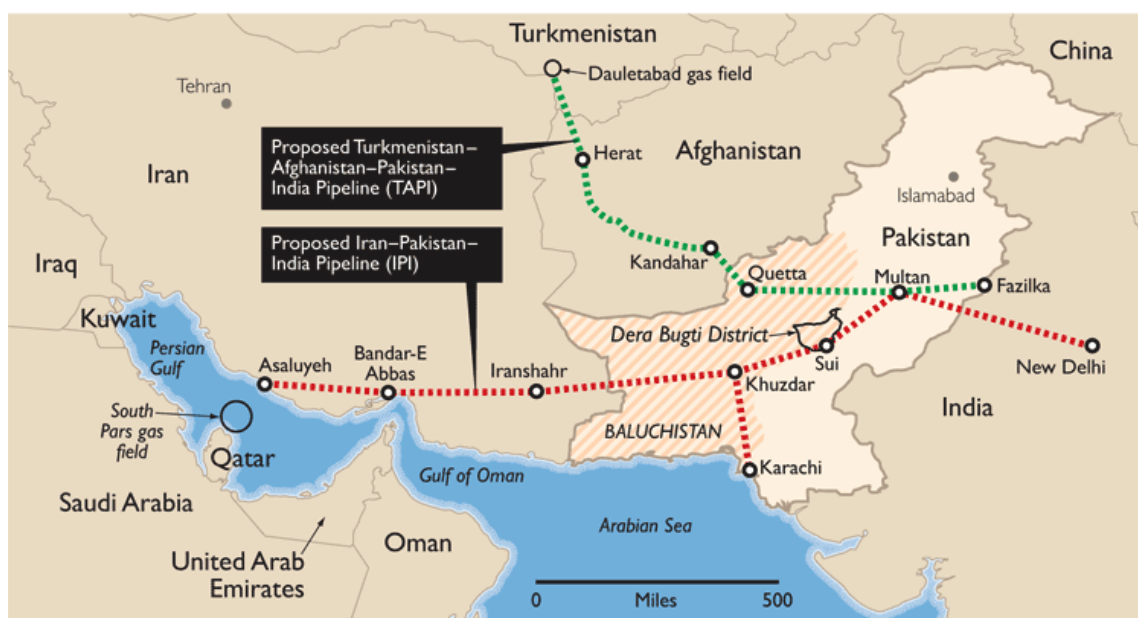 Turkmenistan
Dauletabad gas field
China
Tehran
Proposed Turkmenistan–
Afghanistan–Pakistan–
India Pipeline (TAPI)
Herat
Afghanistan
Iran
Islamabad
Proposed Iran–Pakistan–
India Pipeline (IPI)
Pakistan
Iraq
Kandahar
Quetta
Multan
Fazilka
Kuwait
Dera Bugti District
Persian
Gulf
Asaluyeh
Bandar-E
Abbas
Iranshahr
Sui
New Delhi
Khuzdar
South
Pars gas
field
India
BALUCHISTAN
Qatar
Gulf of Oman
Karachi
Saudi Arabia
Arabian Sea
United Arab
Emirates
Oman
0
Miles
500